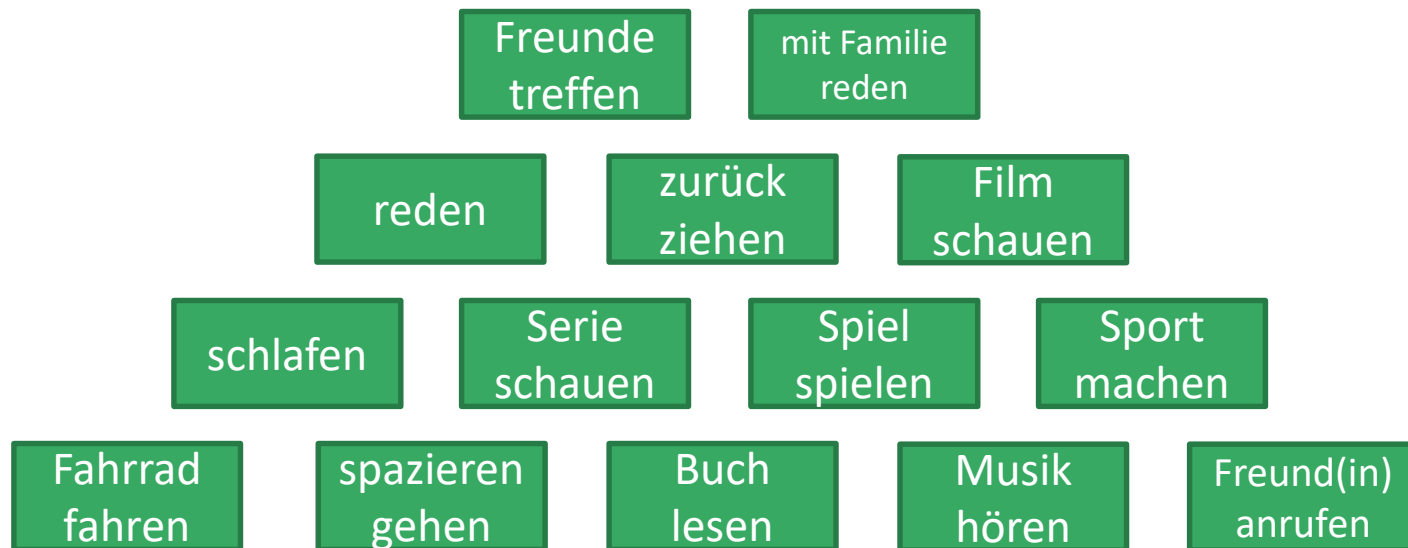 Freunde
treffen
mit Familie
reden
reden
zurück
ziehen
Film
schauen
schlafen
Serie
schauen
Spiel
spielen
Sport
machen
Fahrrad
fahren
spazieren
gehen
Buch
lesen
Musik
hören
Freund(in)
anrufen